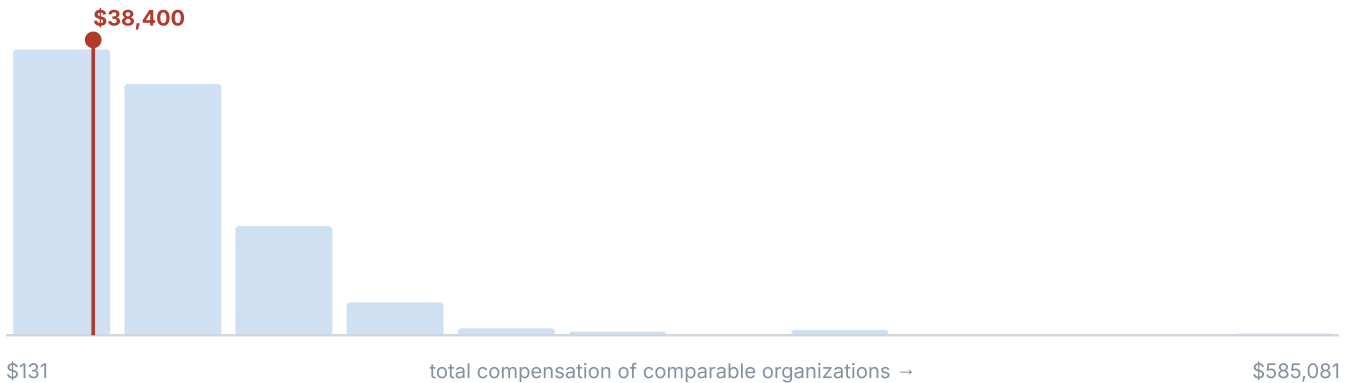 $38,400
$131 total compensation of comparable organizations → $585,081